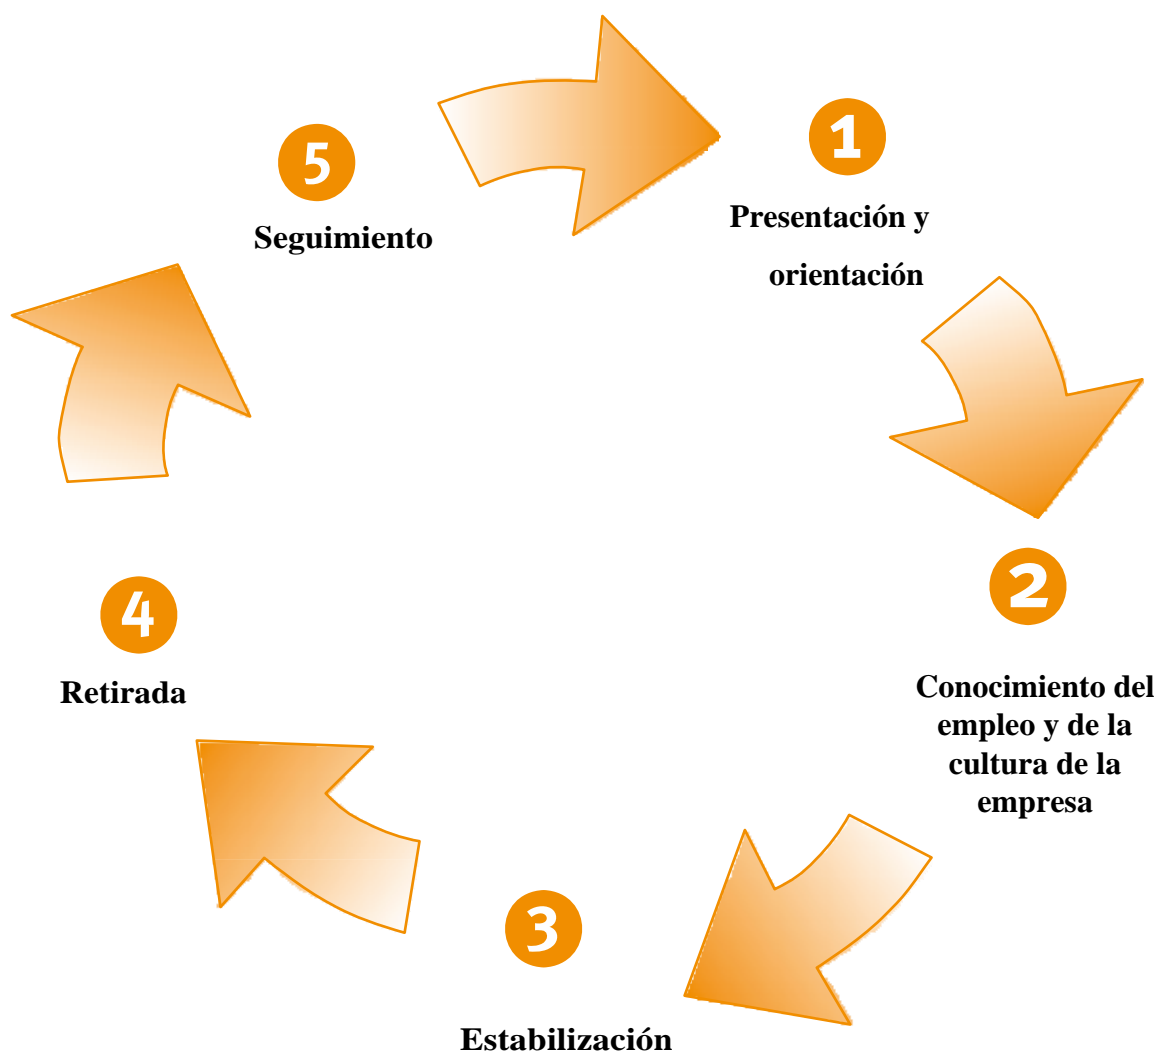 1
Presentación y
orientación
2
Conocimiento del
empleo y de la
cultura de la
empresa
3
Estabilización
4
Retirada
5
Seguimiento